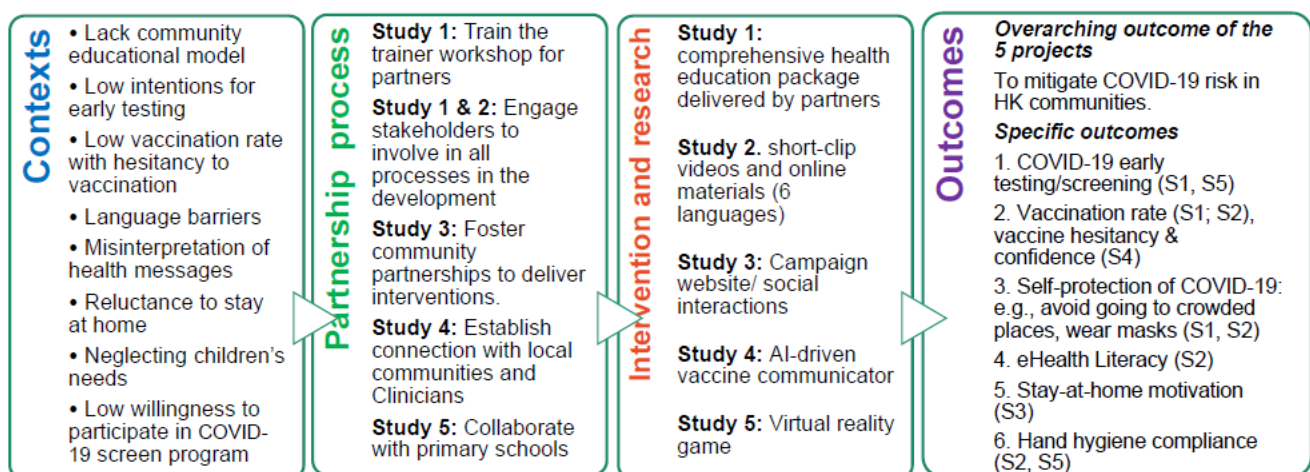 Contexts
• Lack community
educational model
• Low intentions for
early testing
• Low vaccination rate
with hesitancy to
vaccination
• Language barriers
• Misinterpretation of
health messages
• Reluctance to stay
at home
• Neglecting children's
needs
• Low willingness to
participate in COVID-
19 screen program
Partnership process
Study 1: Train the
trainer workshop for
partners
Study 1 & 2: Engage
stakeholders to
involve in all
processes in the
development
Study 3: Foster
community
partnerships to deliver
interventions.
Study 4: Establish
connection with local
communities and
Clinicians
Study 5: Collaborate
with primary schools
Intervention and research
Study 1:
comprehensive health
education package
delivered by partners
Study 2. short-clip
videos and online
materials (6
languages)
Study 3: Campaign
website/ social
interactions
Study 4: AI-driven
vaccine communicator
Study 5: Virtual reality
game
Outcomes
Overarching outcome of the
5 projects
To mitigate COVID-19 risk in
HK communities.
Specific outcomes
1. COVID-19 early
testing/screening (S1, S5)
2. Vaccination rate (S1; S2),
vaccine hesitancy &
confidence (S4)
3. Self-protection of COVID-19:
e.g., avoid going to crowded
places, wear masks (S1, S2)
4. eHealth Literacy (S2)
5. Stay-at-home motivation
(S3)
6. Hand hygiene compliance
(S2, S5)